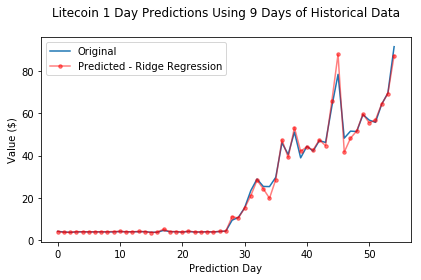 Litecoin 1 Day Predictions Using 9 Days of Historical Data
Original
Predicted - Ridge Regression
80
60
40
20
0
Value ($)
0 10 20 30 40 50
Prediction Day